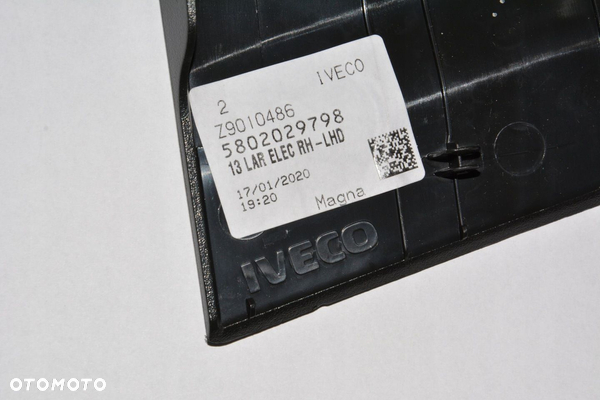 2 IVECO
Z9010486
5802029798
13 LAR ELEC RH-LHD
17/01/2020
19:20 Magna
IVECO
OTOMOTO